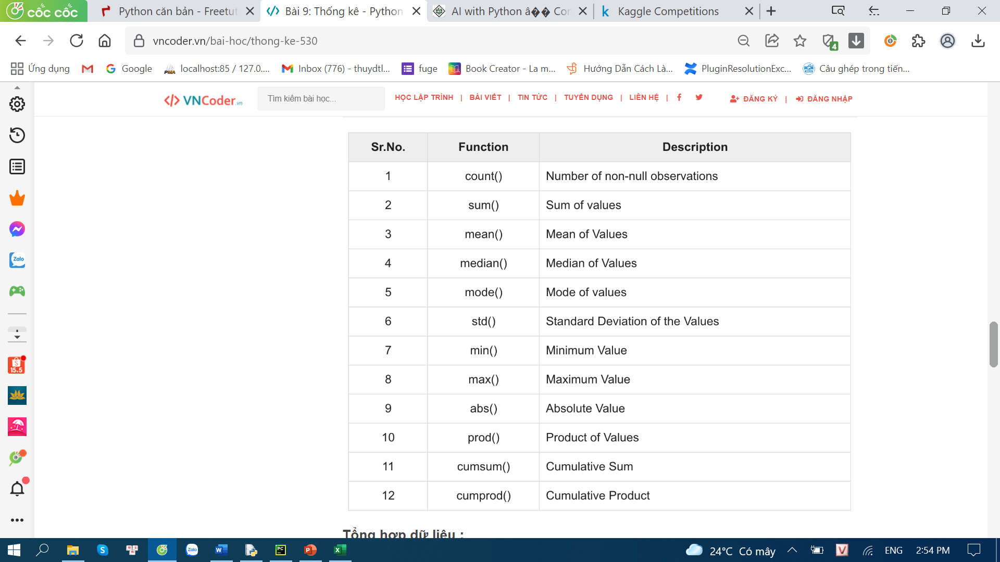 cốc cốc
Python căn bản - Freetut
Bài 9: Thống kê - Python
AI with Python â�� Con
Kaggle Competitions
vncoder.vn/bai-hoc/thong-ke-530
4
Ứng dụng
Google
localhost:85 / 127.0....
Inbox (776) - thuydtl...
fuge
Book Creator - La m...
Hướng Dẫn Cách Là...
PluginResolutionExc...
Câu ghép trong tiến...
</> VNCoder.vn
Tìm kiếm bài học...
HỌC LẬP TRÌNH | BÀI VIẾT | TIN TỨC | TUYỂN DỤNG | LIÊN HỆ |
ĐĂNG KÝ | ĐĂNG NHẬP
Sr.No. Function Description
1 count() Number of non-null observations
2 sum() Sum of values
3 mean() Mean of Values
4 median() Median of Values
5 mode() Mode of values
6 std() Standard Deviation of the Values
7 min() Minimum Value
8 max() Maximum Value
9 abs() Absolute Value
10 prod() Product of Values
11 cumsum() Cumulative Sum
12 cumprod() Cumulative Product
Tổng hợp dữ liệu :
Zalo
15.5
24°C Có mây
ENG
2:54 PM